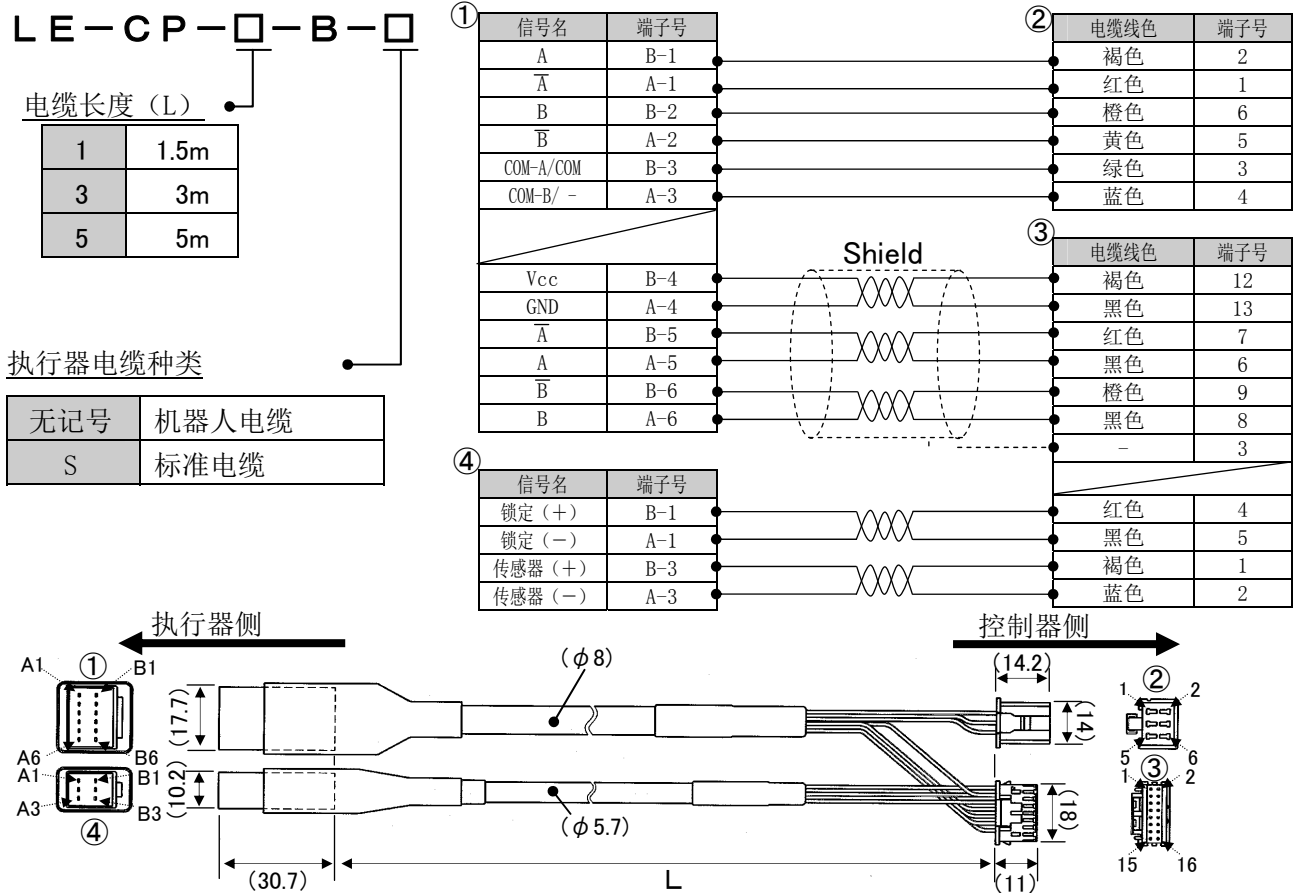 LE-CP-□-B-□
电缆长度（L）
1 1.5m
3 3m
5 5m
执行器电缆种类
无记号 机器人电缆
S 标准电缆
①
信号名 端子号
A B-1
A̅ A-1
B B-2
B̅ A-2
COM-A/COM B-3
COM-B/ - A-3
Vcc B-4
GND A-4
A̅ B-5
A A-5
B̅ B-6
B A-6
②
电缆线色 端子号
褐色 2
红色 1
橙色 6
黄色 5
绿色 3
蓝色 4
Shield
③
电缆线色 端子号
褐色 12
黑色 13
红色 7
黑色 6
橙色 9
黑色 8
- 3
红色 4
黑色 5
褐色 1
蓝色 2
④
信号名 端子号
锁定（+） B-1
锁定（-） A-1
传感器（+） B-3
传感器（-） A-3
执行器侧
控制器侧
A1 ① B1
A6 B6
A1 B1
A3 B3
④
(17.7)
(10.2)
(30.7)
(φ8)
(φ5.7)
L
(14.2)
(14)
(18)
(11)
②
1 2
5 6
③
1 2
15 16